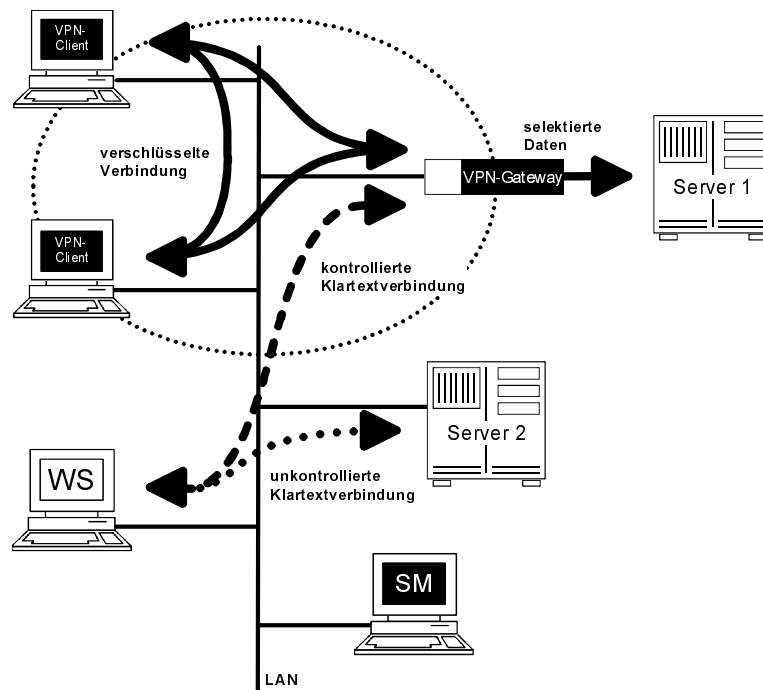 VPN-
Client
verschlüsselte
Verbindung
selektierte
Daten
VPN-Gateway
Server 1
VPN-
Client
kontrollierte
Klartextverbindung
Server 2
WS
unkontrollierte
Klartextverbindung
SM
LAN